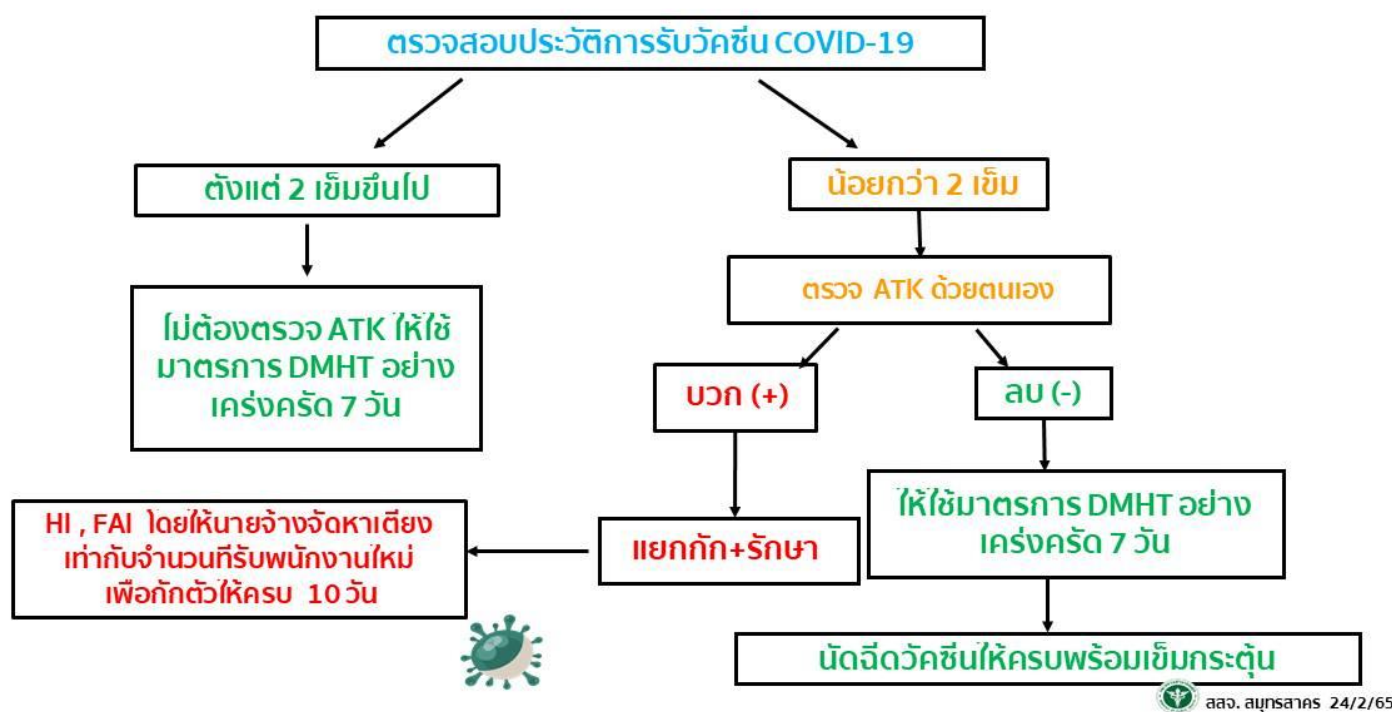 ตรวจสอบประวัติการรับวัคซีน COVID-19
ตั้งแต่ 2 เข็มขึ้นไป
น้อยกว่า 2 เข็ม
ไม่ต้องตรวจ ATK ให้ใช้
มาตรการ DMHT อย่าง
เคร่งครัด 7 วัน
ตรวจ ATK ด้วยตนเอง
บวก (+)
ลบ (-)
HI , FAI โดยให้นายจ้างจัดหาเตียง
เท่ากับจำนวนที่รับพนักงานใหม่
เพื่อกักตัวให้ครบ 10 วัน
แยกกัก+รักษา
ให้ใช้มาตรการ DMHT อย่าง
เคร่งครัด 7 วัน
นัดฉีดวัคซีนให้ครบพร้อมเข็มกระตุ้น
สสจ. สมุทรสาคร 24/2/65